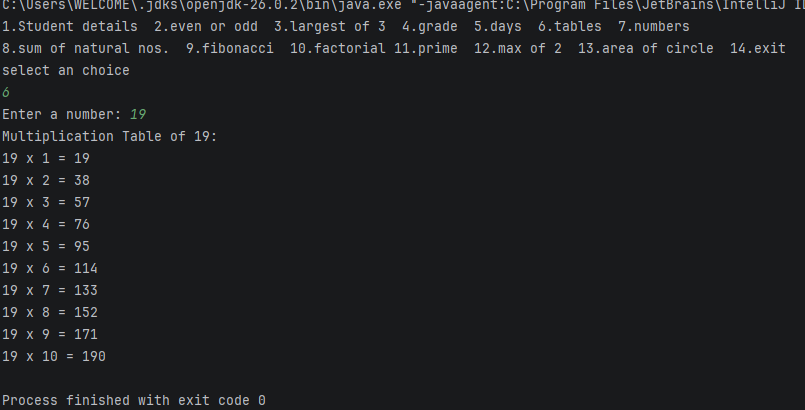 C:\Users\WELCOME\.jdks\openjdk-26.0.2\bin\java.exe "-javaagent:C:\Program Files\JetBrains\IntelliJ
1.Student details  2.even or odd  3.largest of 3  4.grade  5.days  6.tables  7.numbers
8.sum of natural nos.  9.fibonacci  10.factorial 11.prime  12.max of 2  13.area of circle  14.exit
select an choice
6
Enter a number: 19
Multiplication Table of 19:
19 x 1 = 19
19 x 2 = 38
19 x 3 = 57
19 x 4 = 76
19 x 5 = 95
19 x 6 = 114
19 x 7 = 133
19 x 8 = 152
19 x 9 = 171
19 x 10 = 190
Process finished with exit code 0